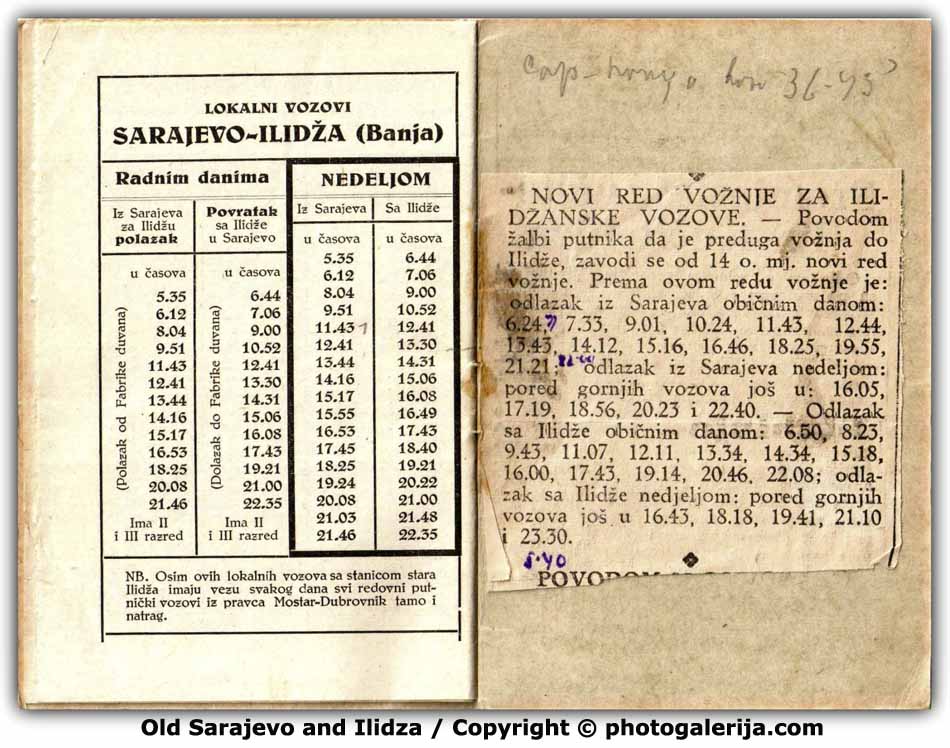 LOKALNI VOZOVI
SARAJEVO-ILIDŽA (Banja)
Radnim danima
Iz Sarajeva
za Ilidžu
polazak
u časova
(Polazak od Fabrike duvana)
5.35
6.12
8.04
9.51
11.43
12.41
13.44
14.16
15.17
16.53
18.25
20.08
21.46
Ima II
i III razred
Povratak
sa Ilidže
u Sarajevo
u časova
(Dolazak do Fabrike duvana)
6.44
7.06
9.00
10.52
12.41
13.30
14.31
15.06
16.08
17.43
19.21
21.00
22.35
Ima II
i III razred
NEDELJOM
Iz Sarajeva
u časova
5.35
6.12
8.04
9.51
11.43
12.41
13.44
14.16
15.17
15.55
16.53
17.45
18.25
19.24
20.08
21.03
21.46
Sa Ilidže
u časova
6.44
7.06
9.00
10.52
12.41
13.30
14.31
15.06
16.08
16.49
17.43
18.40
19.21
20.22
21.00
21.48
22.35
NB. Osim ovih lokalnih vozova sa stanicom stara
Ilidža imaju vezu svakog dana svi redovni put-
nički vozovi iz pravca Mostar-Dubrovnik tamo i
natrag.
36-45
NOVI RED VOŽNJE ZA ILI-
DŽANSKE VOZOVE. — Povodom
žalbi putnika da je preduga vožnja do
Ilidže, zavodi se od 14 o. mj. novi red
vožnje. Prema ovom redu vožnje je:
odlazak iz Sarajeva običnim danom:
6.24, 7.33, 9.01, 10.24, 11.43, 12.44,
13.43, 14.12, 15.16, 16.46, 18.25, 19.55,
21.21; odlazak iz Sarajeva nedeljom:
pored gornjih vozova još u: 16.05,
17.19, 18.56, 20.23 i 22.40. — Odlazak
sa Ilidže običnim danom: 6.50, 8.23,
9.43, 11.07, 12.11, 13.34, 14.34, 15.18,
16.00, 17.43, 19.14, 20.46, 22.08; odla-
zak sa Ilidže nedjeljom: pored gornjih
vozova još u 16.43, 18.18, 19.41, 21.10
i 23.30.
5.40
POVODOM
Old Sarajevo and Ilidza / Copyright © photogalerija.com